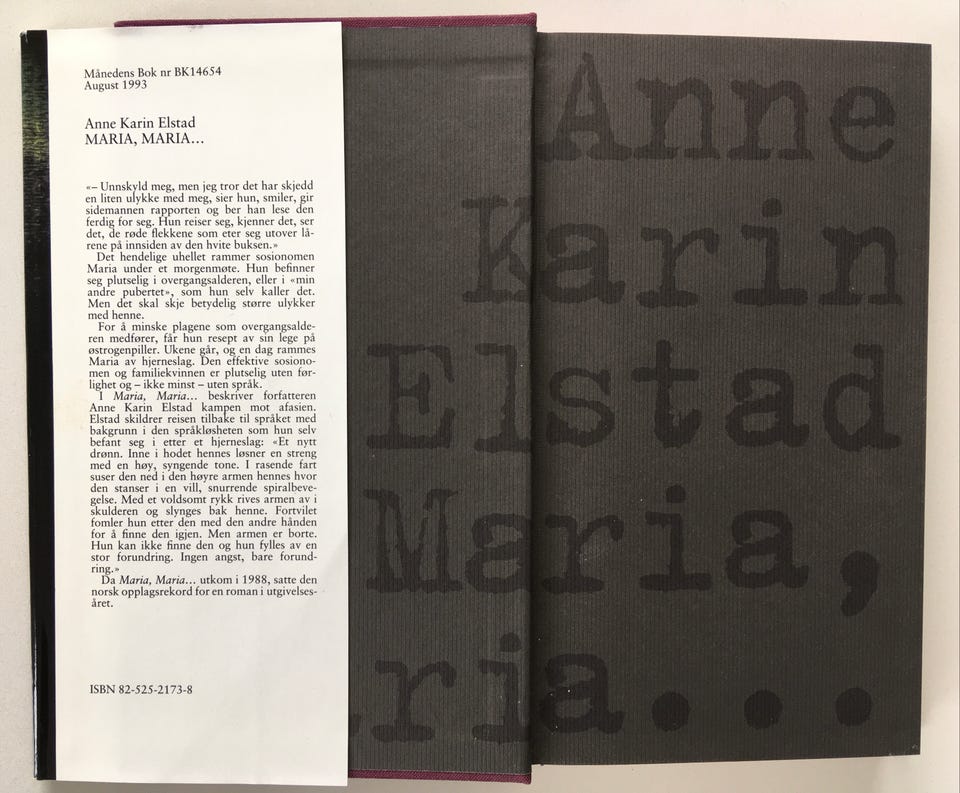 Månedens Bok nr BK14654
August 1993
Anne Karin Elstad
MARIA, MARIA...
«– Unnskyld meg, men jeg tror det har skjedd
en liten ulykke med meg, sier hun, smiler, gir
sidemannen rapporten og ber han lese den
ferdig for seg. Hun reiser seg, kjenner det, ser
det, de røde flekkene som eter seg utover lå-
rene på innsiden av den hvite buksen.»
Det hendelige uhellet rammer sosionomen
Maria under et morgenmøte. Hun befinner
seg plutselig i overgangsalderen, eller i «min
andre pubertet», som hun selv kaller det.
Men det skal skje betydelig større ulykker
med henne.
For å minske plagene som overgangsalde-
ren medfører, får hun resept av sin lege på
østrogenpiller. Ukene går, og en dag rammes
Maria av hjerneslag. Den effektive sosiono-
men og familiekvinnen er plutselig uten før-
lighet og – ikke minst – uten språk.
I Maria, Maria... beskriver forfatteren
Anne Karin Elstad kampen mot afasien.
Elstad skildrer reisen tilbake til språket med
bakgrunn i den språkløsheten som hun selv
befant seg i etter et hjerneslag: «Et nytt
drønn. Inne i hodet hennes løsner en streng
med en høy, syngende tone. I rasende fart
suser den ned i den høyre armen hennes hvor
den stanser i en vill, snurrende spiralbeve-
gelse. Med et voldsomt rykk rives armen av i
skulderen og slynges bak henne. Fortvilet
fomler hun etter den med den andre hånden
for å finne den igjen. Men armen er borte.
Hun kan ikke finne den og hun fylles av en
stor forundring. Ingen angst, bare forund-
ring.»
Da Maria, Maria... utkom i 1988, satte den
norsk opplagsrekord for en roman i utgivelses-
året.
ISBN 82-525-2173-8
Anne
Karin
Elstad
Maria,
ria...